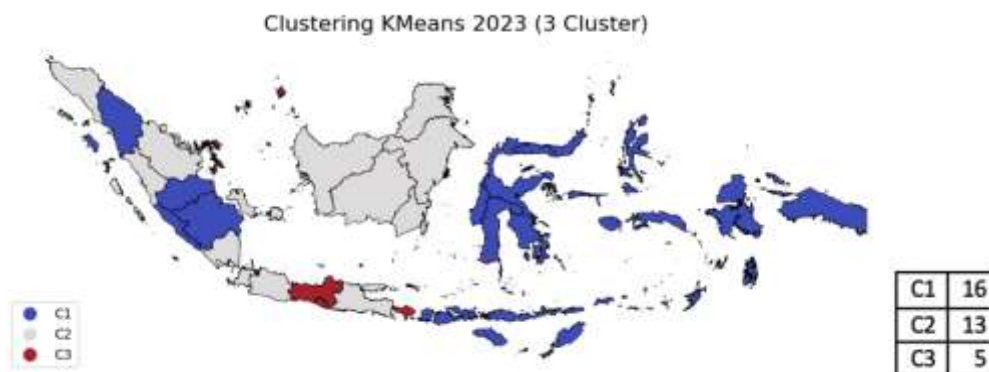 Clustering KMeans 2023 (3 Cluster)
C1
C2
C3
C1 16
C2 13
C3 5